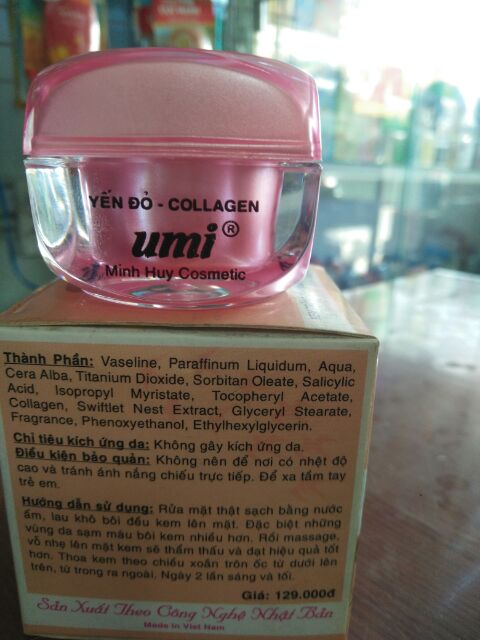 YẾN ĐỎ - COLLAGEN
umi ®
Minh Huy Cosmetic
Thành Phần: Vaseline, Paraffinum Liquidum, Aqua,
Cera Alba, Titanium Dioxide, Sorbitan Oleate, Salicylic
Acid, Isopropyl Myristate, Tocopheryl Acetate,
Collagen, Swiftlet Nest Extract, Glyceryl Stearate,
Fragrance, Phenoxyethanol, Ethylhexylglycerin.
Chỉ tiêu kích ứng da: Không gây kích ứng da.
Điều kiện bảo quản: Không nên để nơi có nhiệt độ
cao và tránh ánh nắng chiếu trực tiếp. Để xa tầm tay
trẻ em.
Hướng dẫn sử dụng: Rửa mặt thật sạch bằng nước
ấm, lau khô bôi đều kem lên mặt. Đặc biệt những
vùng da sạm màu bôi kem nhiều hơn. Rồi massage,
vỗ nhẹ lên mặt kem sẽ thẩm thấu và đạt hiệu quả tốt
hơn. Thoa kem theo chiều xoắn trôn ốc từ dưới lên
trên, từ trong ra ngoài. Ngày 2 lần sáng và tối.
Giá: 129.000đ
Sản Xuất Theo Công Nghệ Nhật Bản
Made in Viet Nam